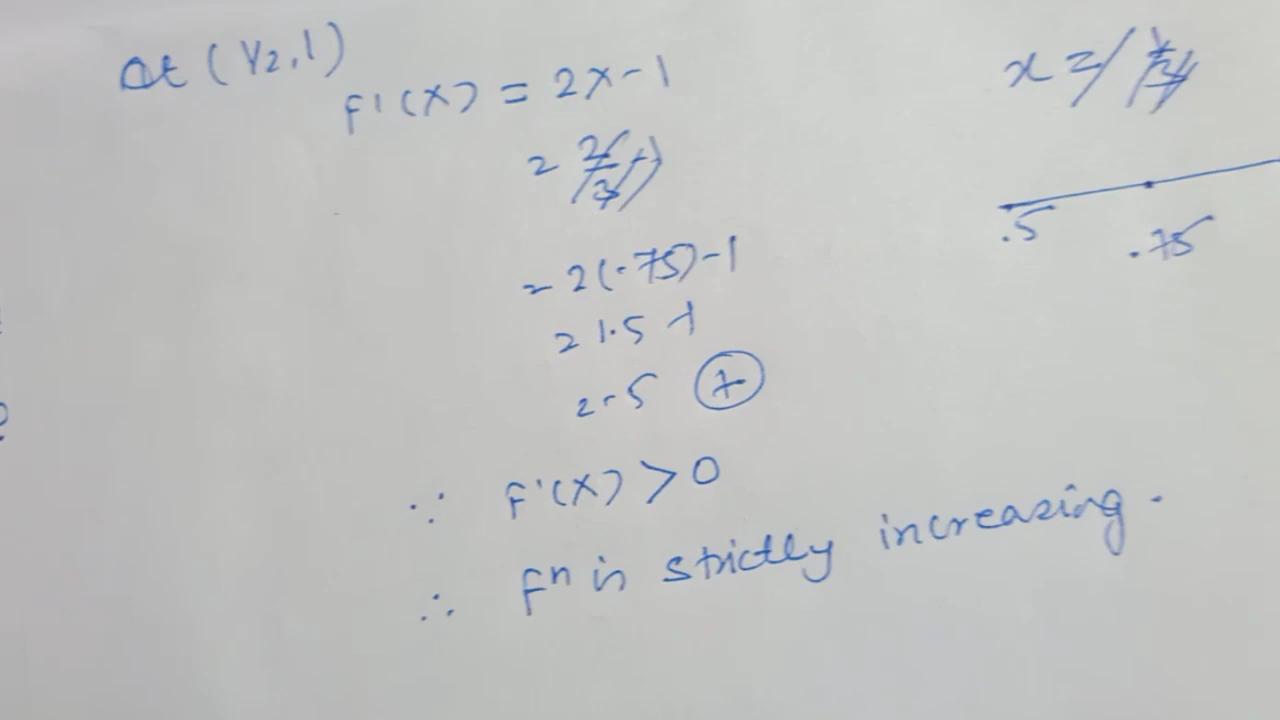 At (1/2, 1)
F'(X) = 2X-1
= 2(.75)-1
= 1.5-1
= .5 +
∵ F'(X) > 0
∴ Fⁿ is strictly increasing.
x =
.5 .75